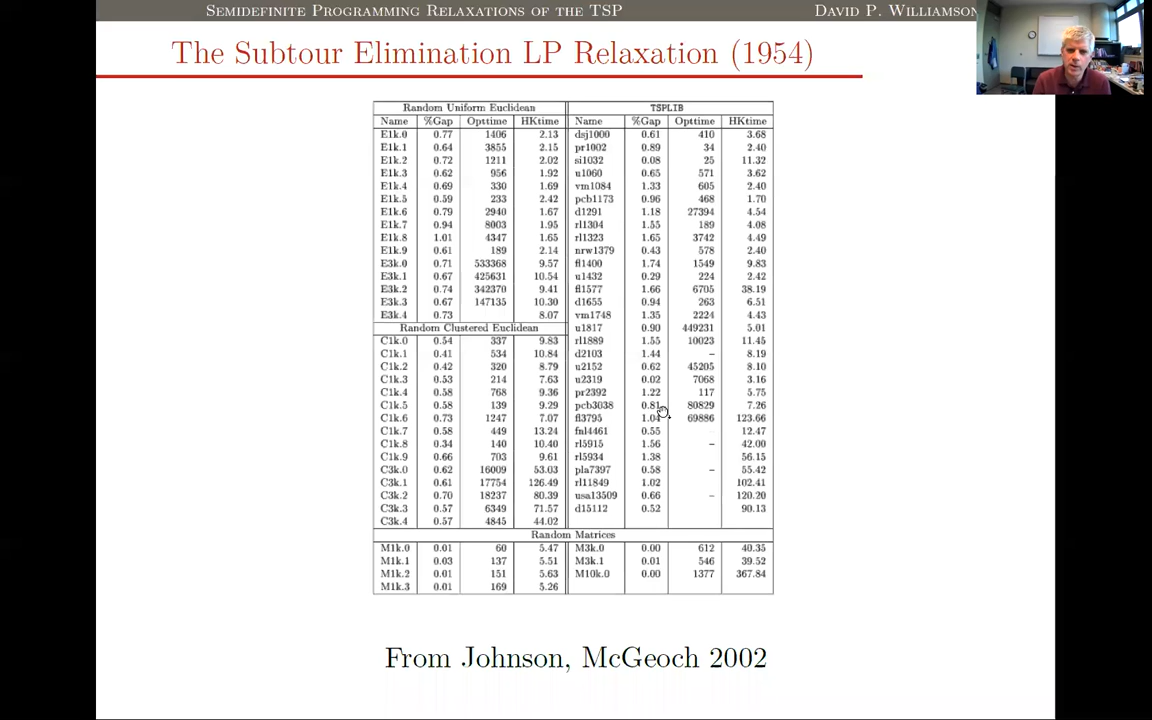 SEMIDEFINITE PROGRAMMING RELAXATIONS OF THE TSP DAVID P. WILLIAMSON
The Subtour Elimination LP Relaxation (1954)
Random Uniform Euclidean TSPLIB
Name %Gap Opttime HKtime Name %Gap Opttime HKtime
E1k.0 0.77 1406 2.13 dsj1000 0.61 410 3.68
E1k.1 0.64 3855 2.15 pr1002 0.89 34 2.40
E1k.2 0.72 1211 2.02 si1032 0.08 25 11.32
E1k.3 0.62 956 1.92 u1060 0.65 571 3.62
E1k.4 0.69 330 1.69 vm1084 1.33 605 2.40
E1k.5 0.59 233 2.42 pcb1173 0.96 468 1.70
E1k.6 0.79 2940 1.67 d1291 1.18 27394 4.54
E1k.7 0.94 8003 1.95 rl1304 1.55 189 4.08
E1k.8 1.01 4347 1.65 rl1323 1.65 3742 4.49
E1k.9 0.61 189 2.14 nrw1379 0.43 578 2.40
E3k.0 0.71 533368 9.57 fl1400 1.74 1549 9.83
E3k.1 0.67 425631 10.54 u1432 0.29 224 2.42
E3k.2 0.74 342370 9.41 fl1577 1.66 6705 38.19
E3k.3 0.67 147135 10.30 d1655 0.94 263 6.51
E3k.4 0.73 8.07 vm1748 1.35 2224 4.43
Random Clustered Euclidean u1817 0.90 449231 5.01
C1k.0 0.54 337 9.83 rl1889 1.55 10023 11.45
C1k.1 0.41 534 10.84 d2103 1.44 – 8.19
C1k.2 0.42 320 8.79 u2152 0.62 45205 8.10
C1k.3 0.53 214 7.63 u2319 0.02 7068 3.16
C1k.4 0.58 768 9.36 pr2392 1.22 117 5.75
C1k.5 0.58 139 9.29 pcb3038 0.81 80829 7.26
C1k.6 0.73 1247 7.07 fl3795 1.04 69886 123.66
C1k.7 0.58 449 13.24 fnl4461 0.55 12.47
C1k.8 0.34 140 10.40 rl5915 1.56 – 42.00
C1k.9 0.66 703 9.61 rl5934 1.38 56.15
C3k.0 0.62 16009 53.03 pla7397 0.58 – 55.42
C3k.1 0.61 17754 126.49 rl11849 1.02 102.41
C3k.2 0.70 18237 80.39 usa13509 0.66 – 120.20
C3k.3 0.57 6349 71.57 d15112 0.52 90.13
C3k.4 0.57 4845 44.02
Random Matrices
M1k.0 0.01 60 5.47 M3k.0 0.00 612 40.35
M1k.1 0.03 137 5.51 M3k.1 0.01 546 39.52
M1k.2 0.01 151 5.63 M10k.0 0.00 1377 367.84
M1k.3 0.01 169 5.26
From Johnson, McGeoch 2002